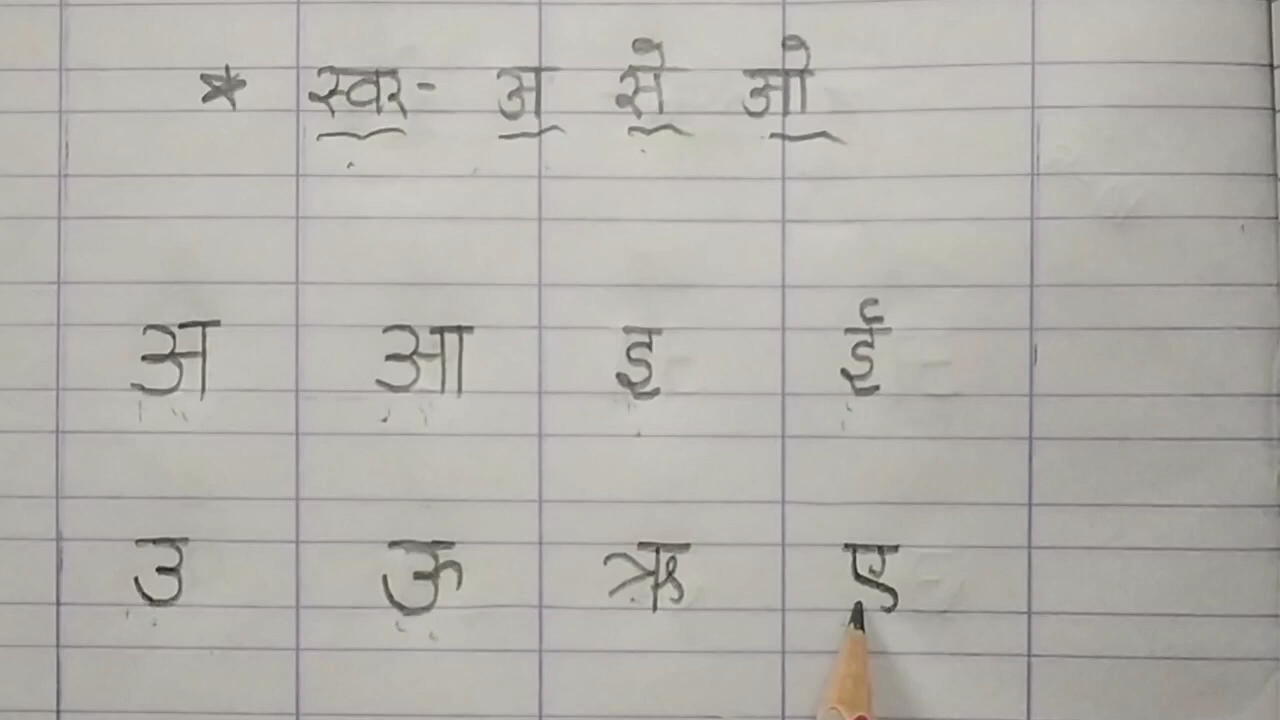 * स्वर- अ से ओ
अ आ इ ई
उ ऊ ऋ ए